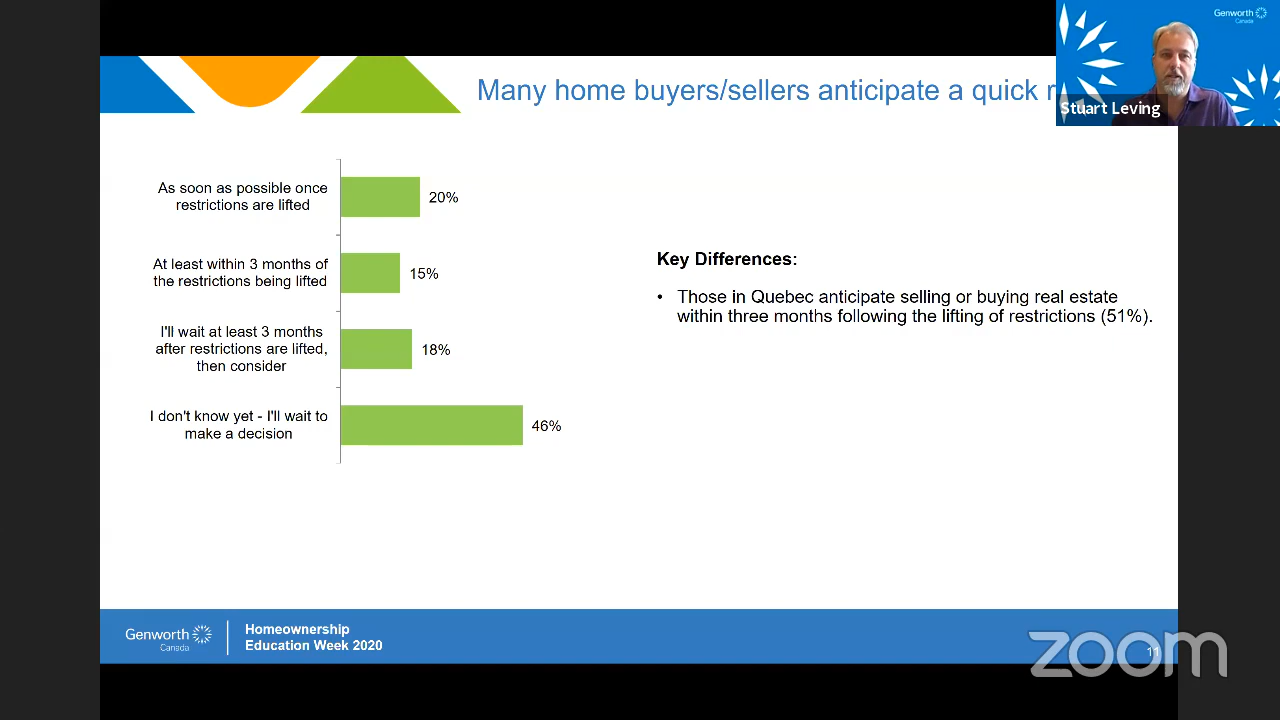 Genworth
Canada
Many home buyers/sellers anticipate a quick
Stuart Leving
As soon as possible once
restrictions are lifted
20%
At least within 3 months of
the restrictions being lifted
15%
I'll wait at least 3 months
after restrictions are lifted,
then consider
18%
I don't know yet - I'll wait to
make a decision
46%
Key Differences:
• Those in Quebec anticipate selling or buying real estate
within three months following the lifting of restrictions (51%).
Genworth
Canada
Homeownership
Education Week 2020
11
zoom